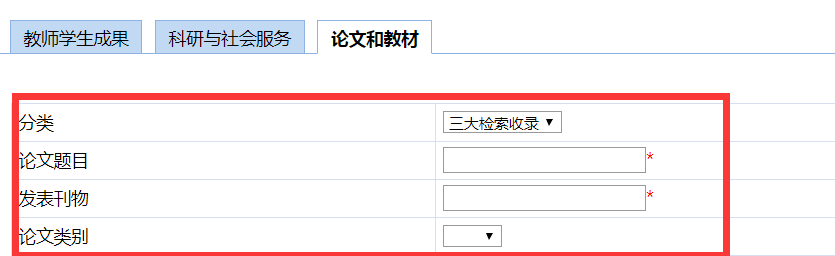 教师学生成果 科研与社会服务 论文和教材
分类 三大检索收录
论文题目 *
发表刊物 *
论文类别